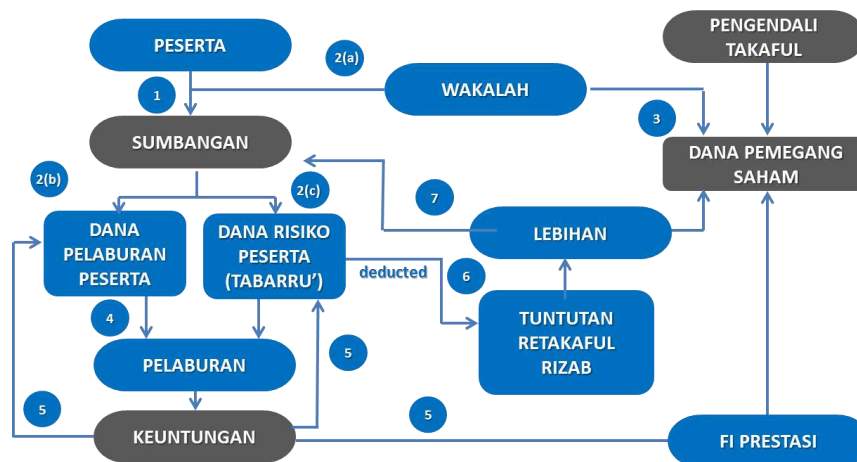 PESERTA
2(a)
PENGENDALI
TAKAFUL
WAKALAH
1
3
SUMBANGAN
DANA PEMEGANG
SAHAM
2(b)
2(c)
7
DANA
PELABURAN
PESERTA
DANA RISIKO
PESERTA
(TABARRU’)
LEBIHAN
deducted
6
4
TUNTUTAN
RETAKAFUL
RIZAB
PELABURAN
5
5
KEUNTUNGAN
5
FI PRESTASI